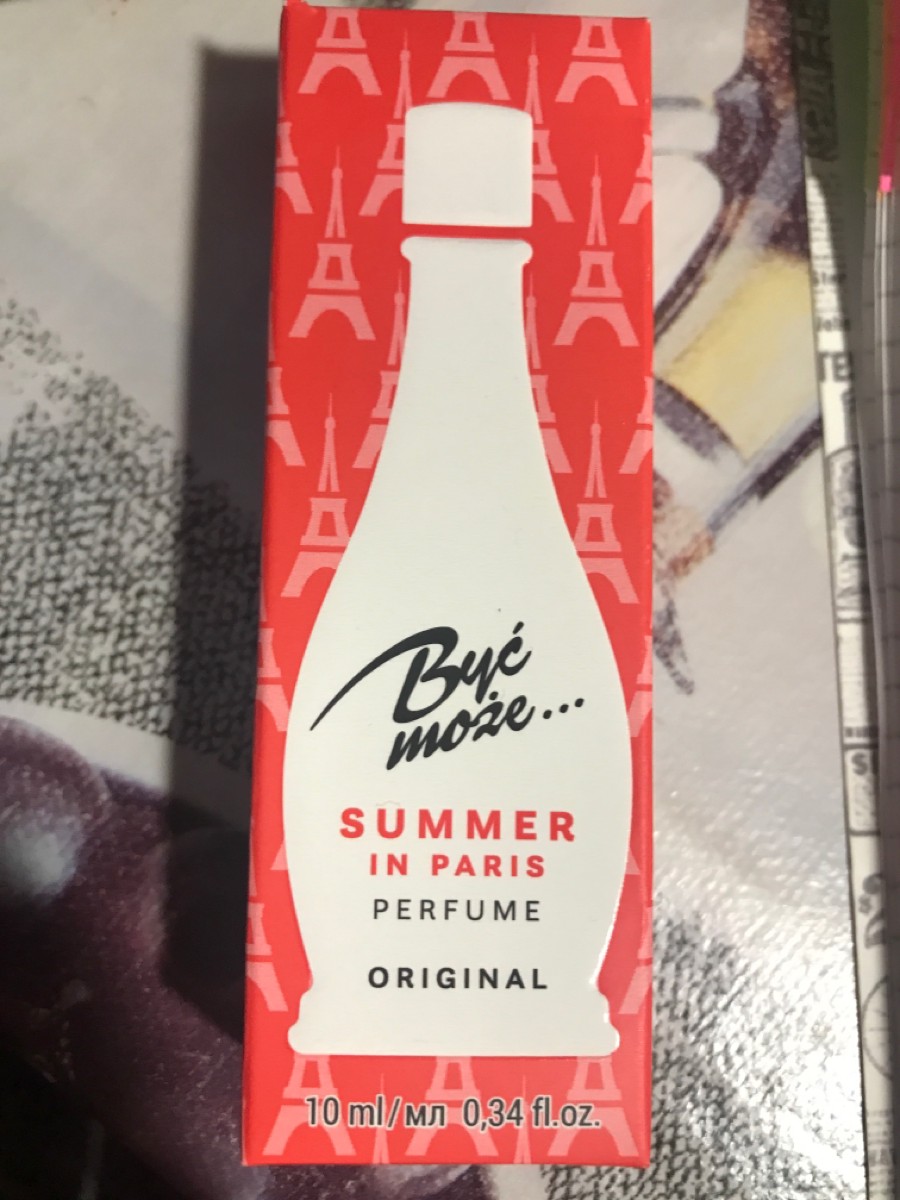 Być
może...
SUMMER
IN PARIS
PERFUME
ORIGINAL
10 ml/мл 0,34 fl.oz.